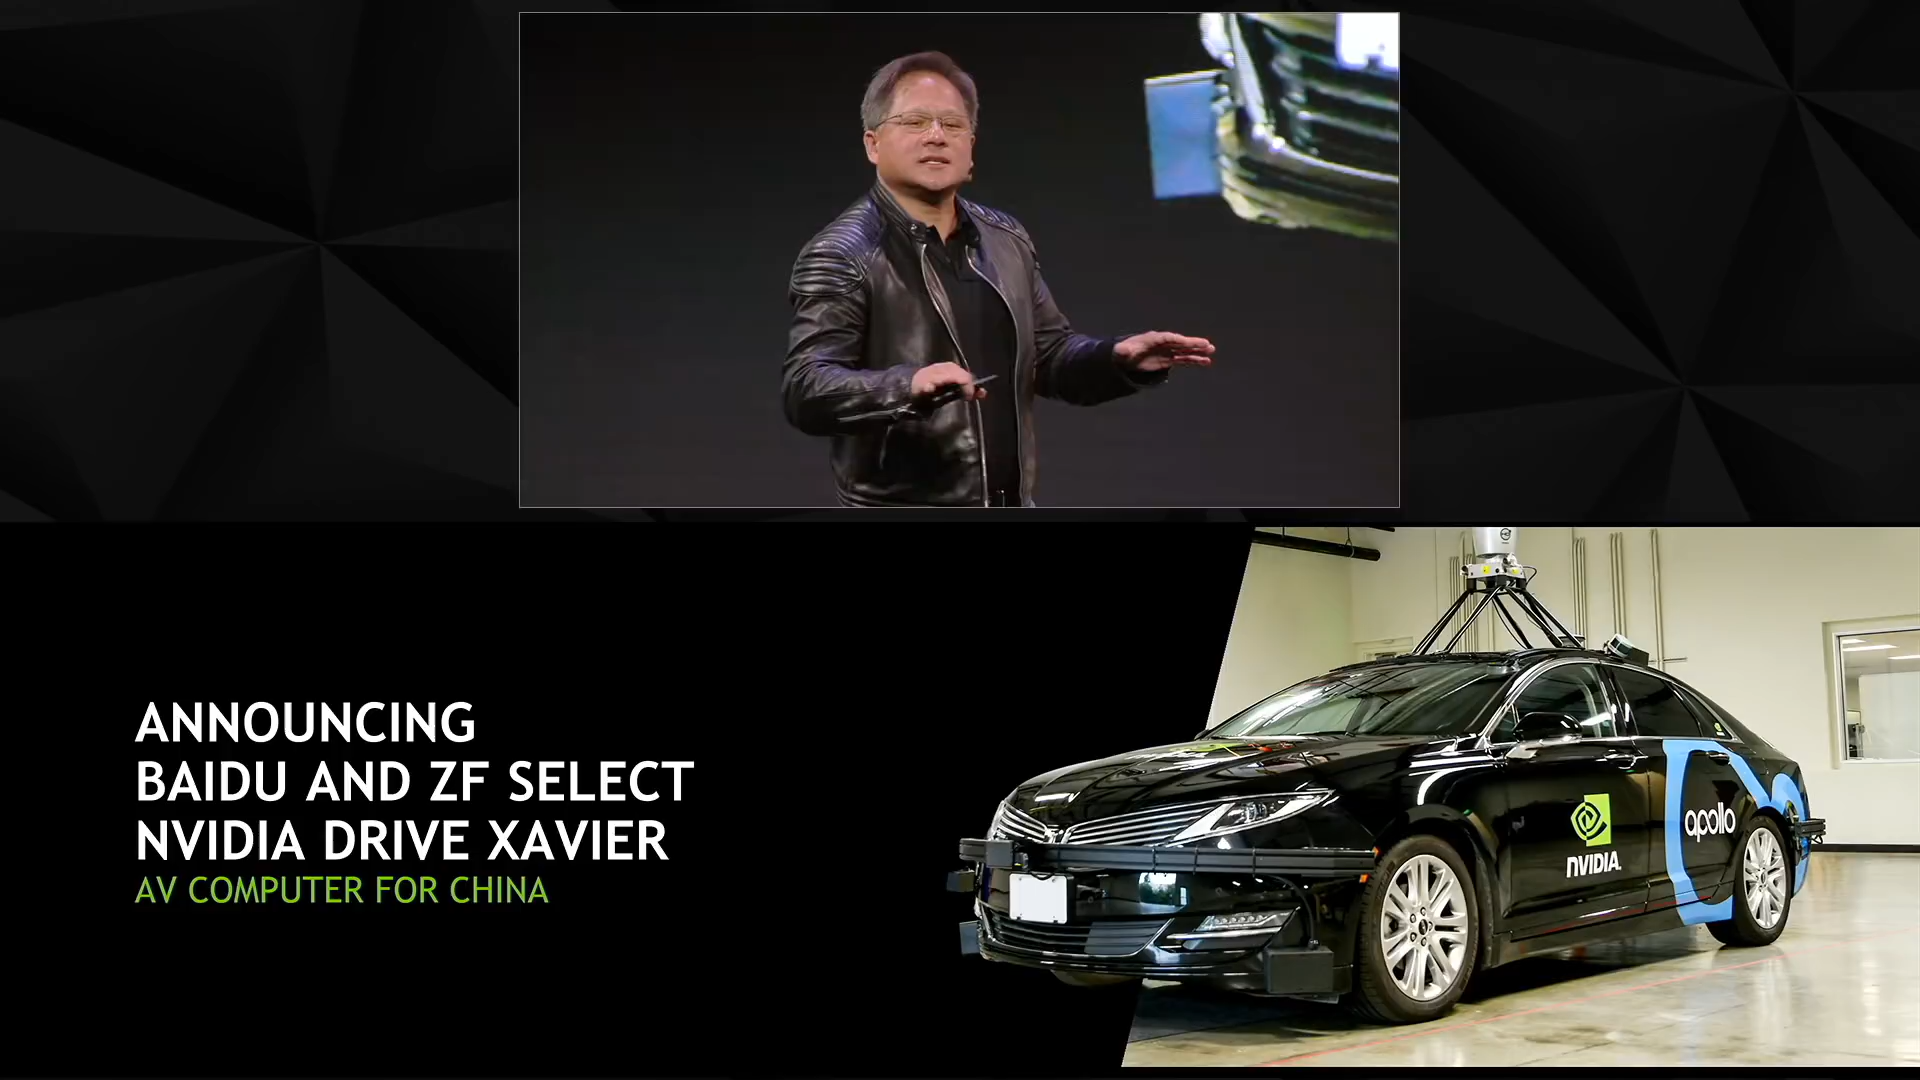 ANNOUNCING
BAIDU AND ZF SELECT
NVIDIA DRIVE XAVIER
AV COMPUTER FOR CHINA
NVIDIA.
apollo